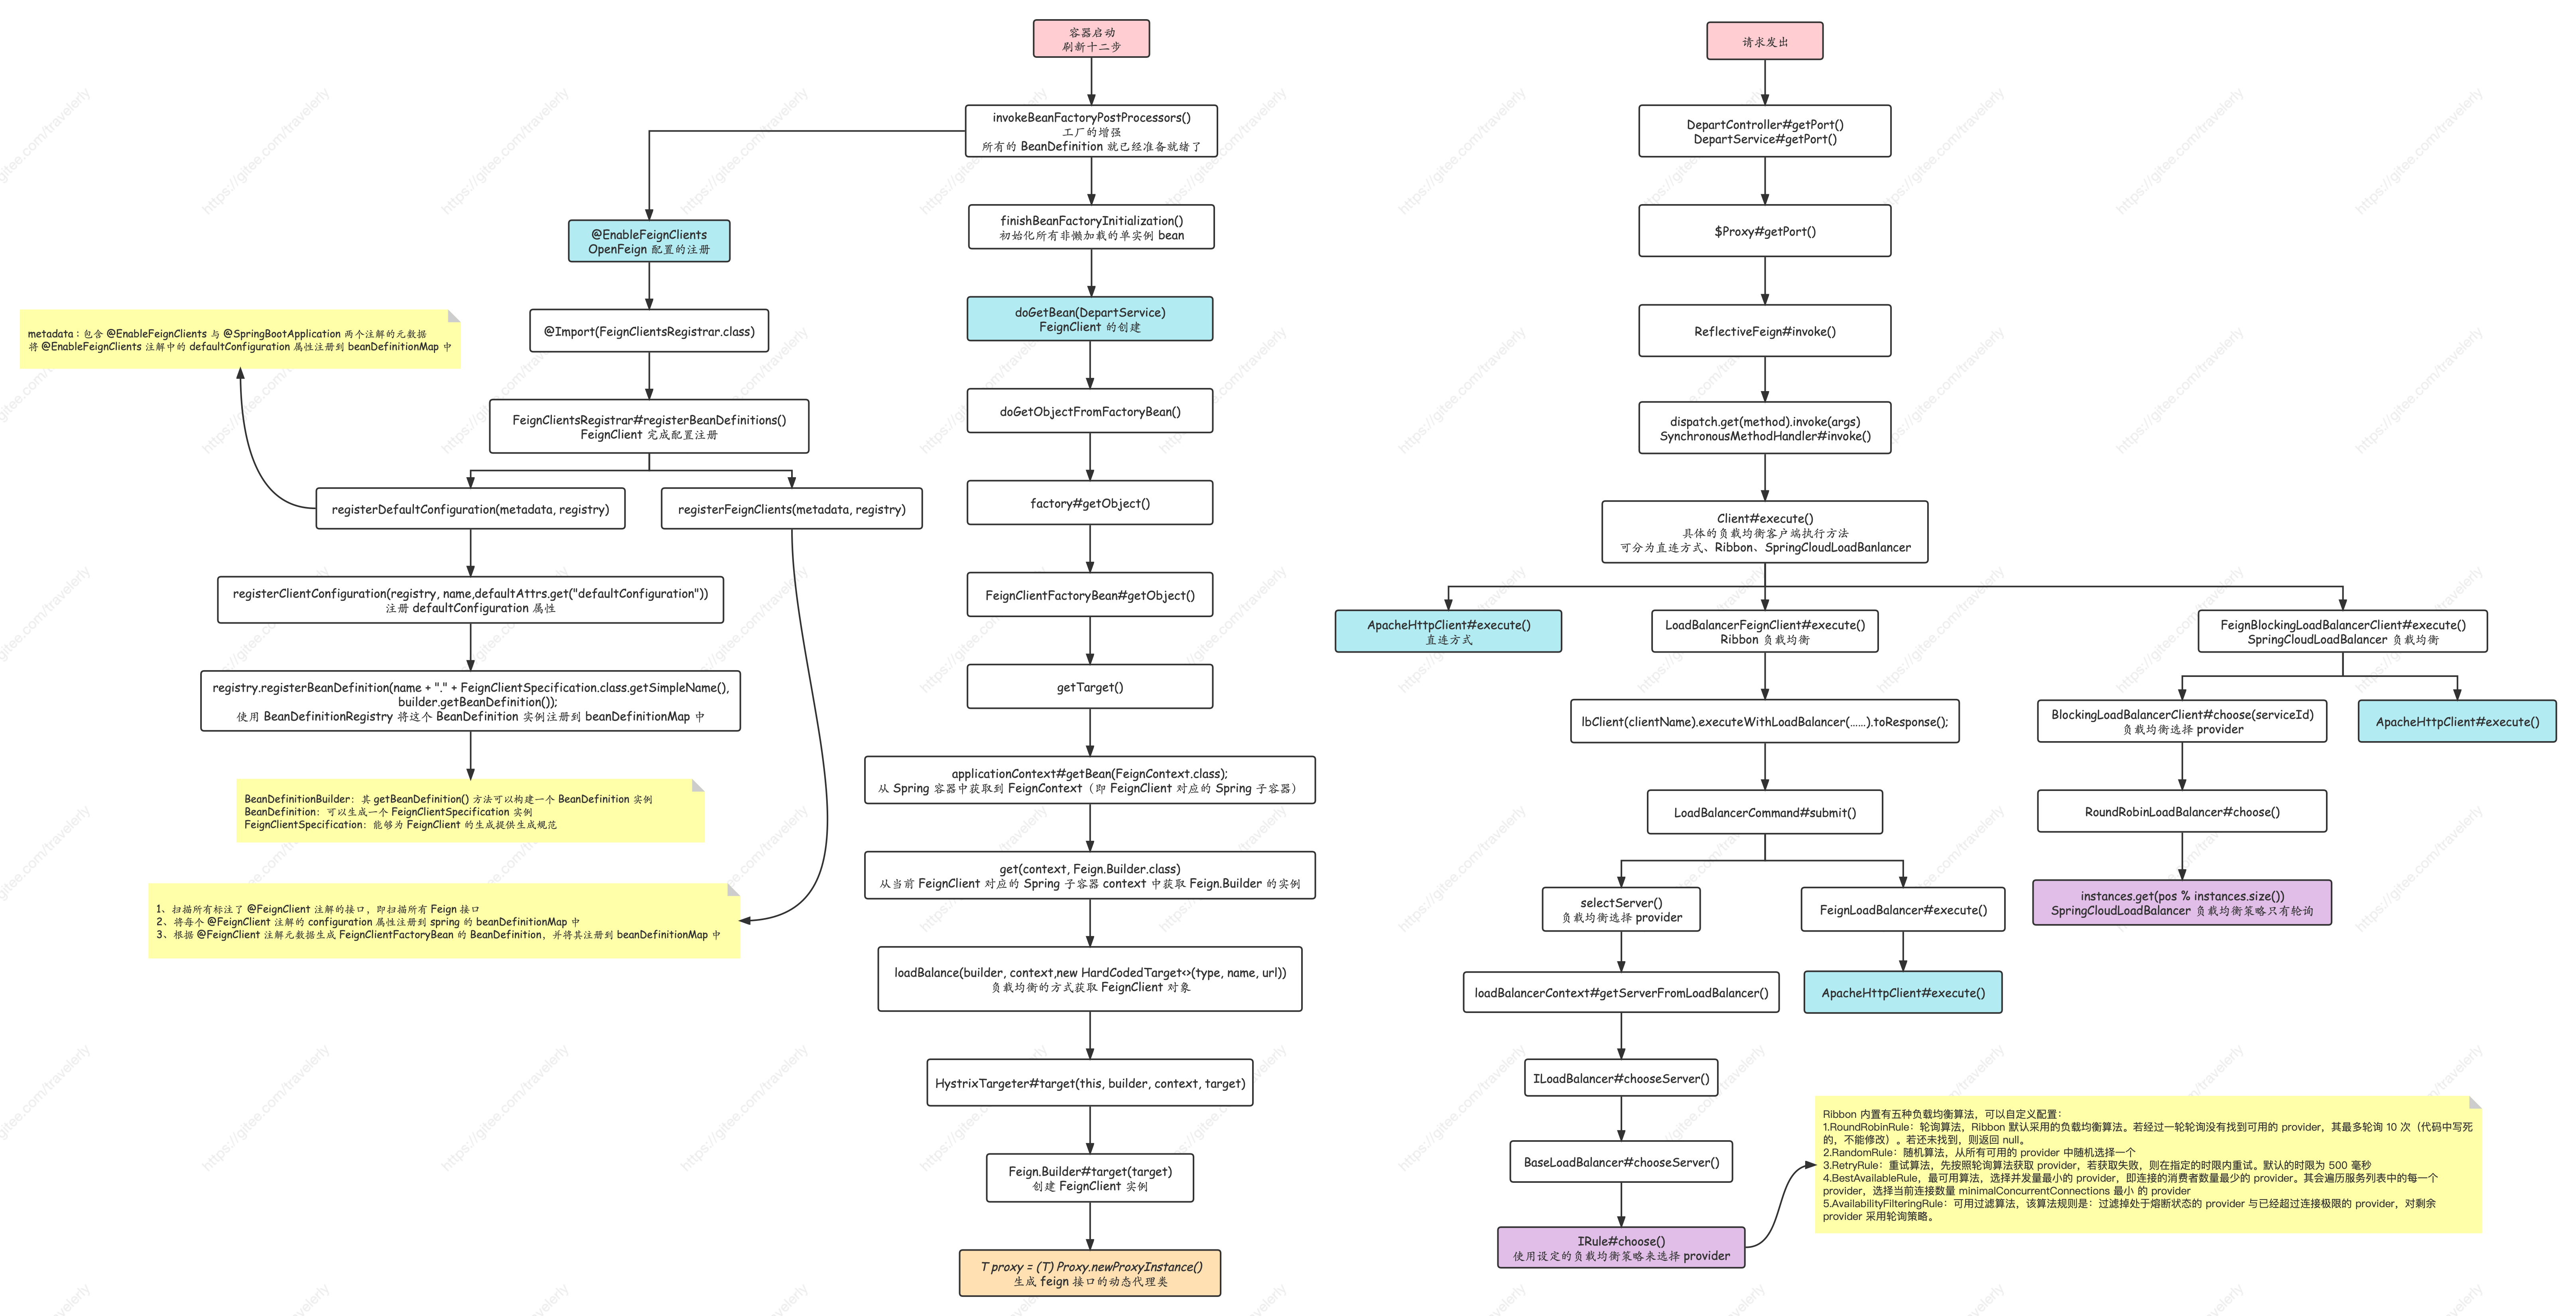 容器启动
刷新十二步
invokeBeanFactoryPostProcessors()
工厂的增强
所有的 BeanDefinition 就已经准备就绪了
@EnableFeignClients
OpenFeign 配置的注册
@Import(FeignClientsRegistrar.class)
FeignClientsRegistrar#registerBeanDefinitions()
FeignClient 完成配置注册
registerDefaultConfiguration(metadata, registry)
registerFeignClients(metadata, registry)
metadata：包含 @EnableFeignClients 与 @SpringBootApplication 两个注解的元数据
将 @EnableFeignClients 注解中的 defaultConfiguration 属性注册到 beanDefinitionMap 中
registerClientConfiguration(registry, name,defaultAttrs.get("defaultConfiguration"))
注册 defaultConfiguration 属性
registry.registerBeanDefinition(name + "." + FeignClientSpecification.class.getSimpleName(),
builder.getBeanDefinition());
使用 BeanDefinitionRegistry 将这个 BeanDefinition 实例注册到 beanDefinitionMap 中
BeanDefinitionBuilder：其 getBeanDefinition() 方法可以构建一个 BeanDefinition 实例
BeanDefinition：可以生成一个 FeignClientSpecification 实例
FeignClientSpecification：能够为 FeignClient 的生成提供生成规范
1、扫描所有标注了 @FeignClient 注解的接口，即扫描所有 Feign 接口
2、将每个 @FeignClient 注解的 configuration 属性注册到 spring 的 beanDefinitionMap 中
3、根据 @FeignClient 注解元数据生成 FeignClientFactoryBean 的 BeanDefinition，并将其注册到 beanDefinitionMap 中
finishBeanFactoryInitialization()
初始化所有非懒加载的单实例 bean
doGetBean(DepartService)
FeignClient 的创建
doGetObjectFromFactoryBean()
factory#getObject()
FeignClientFactoryBean#getObject()
getTarget()
applicationContext#getBean(FeignContext.class);
从 Spring 容器中获取到 FeignContext（即 FeignClient 对应的 Spring 子容器）
get(context, Feign.Builder.class)
从当前 FeignClient 对应的 Spring 子容器 context 中获取 Feign.Builder 的实例
loadBalance(builder, context,new HardCodedTarget<>(type, name, url))
负载均衡的方式获取 FeignClient 对象
HystrixTargeter#target(this, builder, context, target)
Feign.Builder#target(target)
创建 FeignClient 实例
T proxy = (T) Proxy.newProxyInstance()
生成 feign 接口的动态代理类
请求发出
DepartController#getPort()
DepartService#getPort()
$Proxy#getPort()
ReflectiveFeign#invoke()
dispatch.get(method).invoke(args)
SynchronousMethodHandler#invoke()
Client#execute()
具体的负载均衡客户端执行方法
可分为直连方式、Ribbon、SpringCloudLoadBanlancer
ApacheHttpClient#execute()
直连方式
LoadBalancerFeignClient#execute()
Ribbon 负载均衡
FeignBlockingLoadBalancerClient#execute()
SpringCloudLoadBalancer 负载均衡
lbClient(clientName).executeWithLoadBalancer(……).toResponse();
LoadBalancerCommand#submit()
selectServer()
负载均衡选择 provider
FeignLoadBalancer#execute()
loadBalancerContext#getServerFromLoadBalancer()
ApacheHttpClient#execute()
ILoadBalancer#chooseServer()
BaseLoadBalancer#chooseServer()
IRule#choose()
使用设定的负载均衡策略来选择 provider
BlockingLoadBalancerClient#choose(serviceId)
负载均衡选择 provider
ApacheHttpClient#execute()
RoundRobinLoadBalancer#choose()
instances.get(pos % instances.size())
SpringCloudLoadBalancer 负载均衡策略只有轮询
Ribbon 内置有五种负载均衡算法，可以自定义配置：
1.RoundRobinRule：轮询算法，Ribbon 默认采用的负载均衡算法。若经过一轮轮询没有找到可用的 provider，其最多轮询 10 次（代码中写死
的，不能修改）。若还未找到，则返回 null。
2.RandomRule：随机算法，从所有可用的 provider 中随机选择一个
3.RetryRule：重试算法，先按照轮询算法获取 provider，若获取失败，则在指定的时限内重试。默认的时限为 500 毫秒
4.BestAvailableRule，最可用算法，选择并发量最小的 provider，即连接的消费者数量最少的 provider。其会遍历服务列表中的每一个
provider，选择当前连接数量 minimalConcurrentConnections 最小 的 provider
5.AvailabilityFilteringRule：可用过滤算法，该算法规则是：过滤掉处于熔断状态的 provider 与已经超过连接极限的 provider，对剩余
provider 采用轮询策略。
https://gitee.com/travelerly